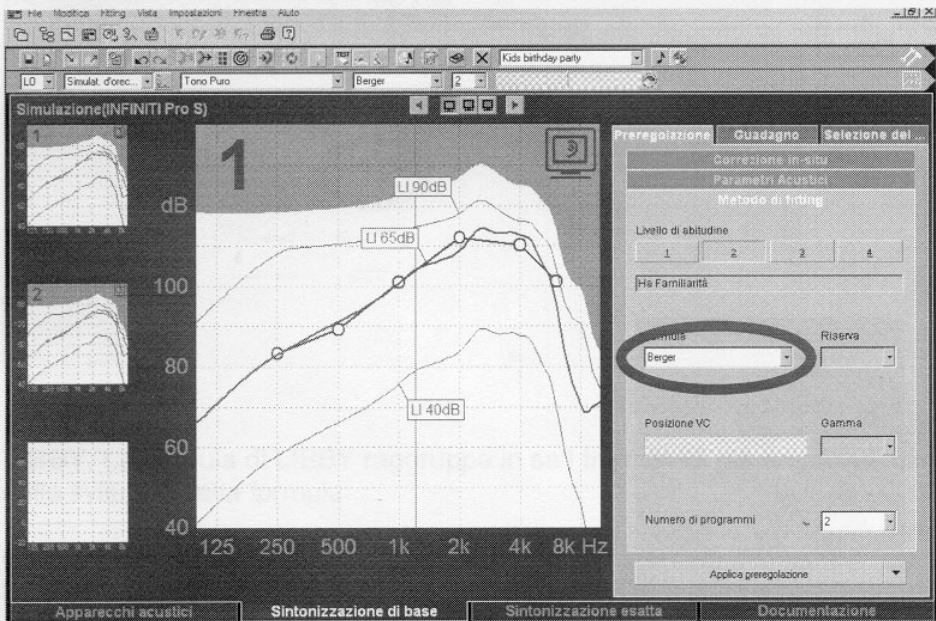 File Modifica Fitting Vista Impostazioni Finestra Aiuto
TEST Kids birthday party
LO Simulat. d'orec... Tono Puro Berger 2
Simulazione(INFINITI Pro S)
1
2
1
dB
100
80
60
40
125 250 500 1k 2k 4k 8k Hz
LI 90dB
LI 65dB
LI 40dB
Preregolazione Guadagno Selezione del ...
Correzione in-situ
Parametri Acustici
Metodo di fitting
Livello di abitudine
1 2 3 4
Ha Familiarità
Formula Riserva
Berger
Posizione VC Gamma
Numero di programmi 2
Applica preregolazione
Apparecchi acustici Sintonizzazione di base Sintonizzazione esatta Documentazione